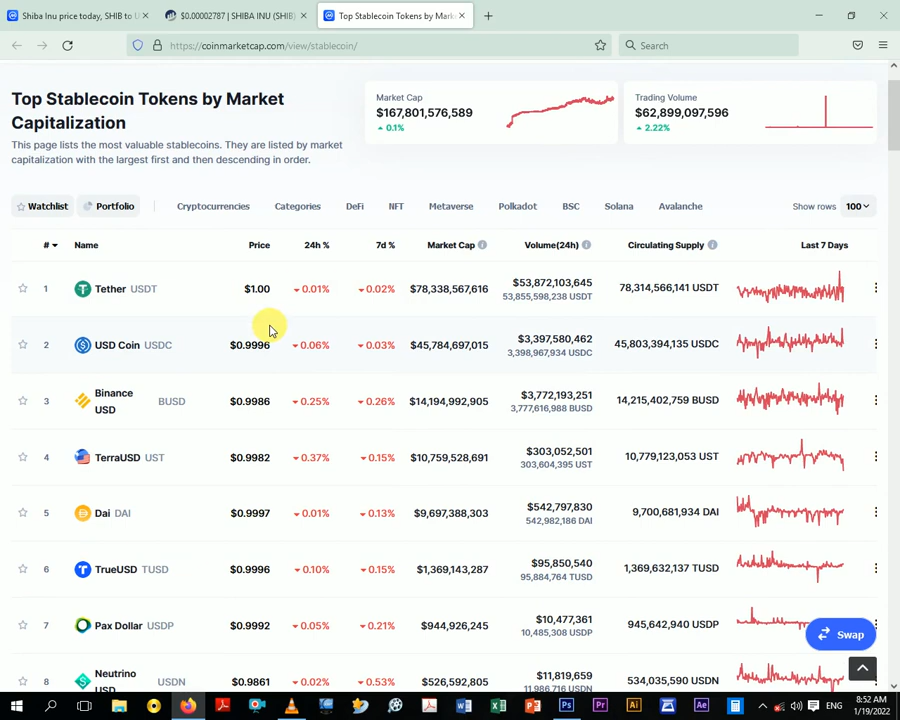 Shiba Inu price today, SHIB to U
$0.00002787 | SHIBA INU (SHIB)
Top Stablecoin Tokens by Mark
https://coinmarketcap.com/view/stablecoin/
Search
Top Stablecoin Tokens by Market
Capitalization
This page lists the most valuable stablecoins. They are listed by market
capitalization with the largest first and then descending in order.
Market Cap
$167,801,576,589
0.1%
Trading Volume
$62,899,097,596
2.22%
Watchlist Portfolio Cryptocurrencies Categories DeFi NFT Metaverse Polkadot BSC Solana Avalanche Show rows 100
# Name Price 24h % 7d % Market Cap Volume(24h) Circulating Supply Last 7 Days
1 Tether USDT $1.00 0.01% 0.02% $78,338,567,616 $53,872,103,645 78,314,566,141 USDT
53,855,598,238 USDT
2 USD Coin USDC $0.9996 0.06% 0.03% $45,784,697,015 $3,397,580,462 45,803,394,135 USDC
3,398,967,934 USDC
3 Binance USD BUSD $0.9986 0.25% 0.26% $14,194,992,905 $3,772,193,251 14,215,402,759 BUSD
3,777,616,988 BUSD
4 TerraUSD UST $0.9982 0.37% 0.15% $10,759,528,691 $303,052,501 10,779,123,053 UST
303,604,395 UST
5 Dai DAI $0.9997 0.01% 0.13% $9,697,388,303 $542,797,830 9,700,681,934 DAI
542,982,186 DAI
6 TrueUSD TUSD $0.9996 0.10% 0.15% $1,369,143,287 $95,850,540 1,369,632,137 TUSD
95,884,764 TUSD
7 Pax Dollar USDP $0.9992 0.05% 0.21% $944,926,245 $10,477,361 945,642,940 USDP
10,485,308 USDP
8 Neutrino USD USDN $0.9861 0.02% 0.53% $526,592,805 $11,819,659 534,035,590 USDN
11,986,716 USDN
Swap
ENG
8:52 AM
1/19/2022